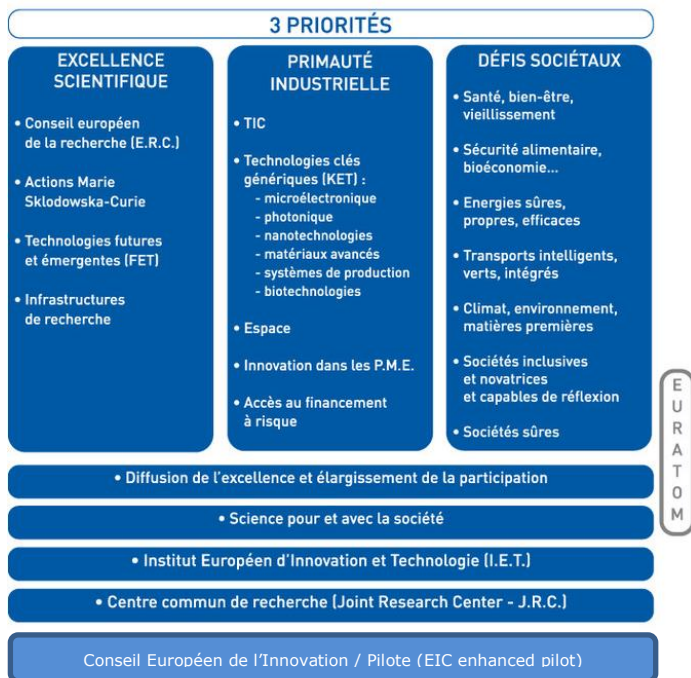 3 PRIORITÉS
EXCELLENCE
SCIENTIFIQUE
• Conseil européen
de la recherche (E.R.C.)
• Actions Marie
Sklodowska-Curie
• Technologies futures
et émergentes (FET)
• Infrastructures
de recherche
PRIMAUTÉ
INDUSTRIELLE
• TIC
• Technologies clés
génériques (KET) :
- microélectronique
- photonique
- nanotechnologies
- matériaux avancés
- systèmes de production
- biotechnologies
• Espace
• Innovation dans les P.M.E.
• Accès au financement
à risque
DÉFIS SOCIÉTAUX
• Santé, bien-être,
vieillissement
• Sécurité alimentaire,
bioéconomie...
• Energies sûres,
propres, efficaces
• Transports intelligents,
verts, intégrés
• Climat, environnement,
matières premières
• Sociétés inclusives
et novatrices
et capables de réflexion
• Sociétés sûres
EURATOM
• Diffusion de l'excellence et élargissement de la participation
• Science pour et avec la société
• Institut Européen d'Innovation et Technologie (I.E.T.)
• Centre commun de recherche (Joint Research Center - J.R.C.)
Conseil Européen de l'Innovation / Pilote (EIC enhanced pilot)